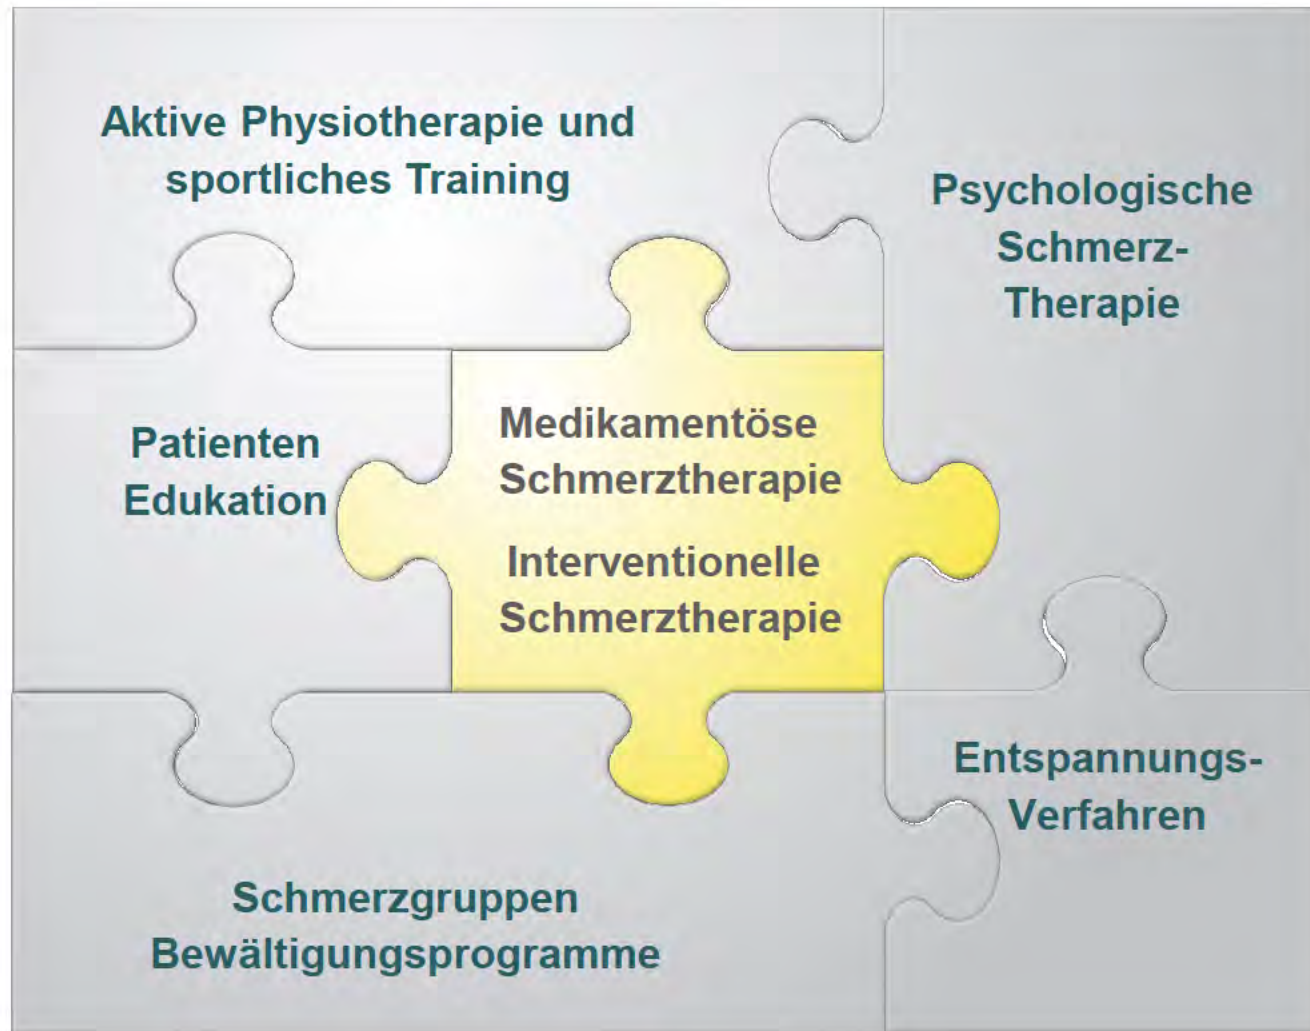 Aktive Physiotherapie und
sportliches Training
Psychologische
Schmerz-
Therapie
Patienten
Edukation
Medikamentöse
Schmerztherapie
Interventionelle
Schmerztherapie
Entspannungs-
Verfahren
Schmerzgruppen
Bewältigungsprogramme